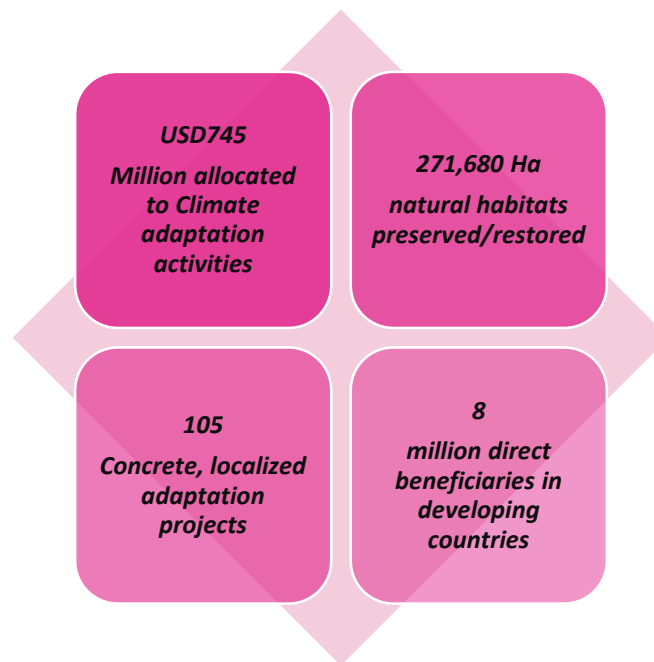 USD745
Million allocated
to Climate
adaptation
activities
271,680 Ha
natural habitats
preserved/restored
105
Concrete, localized
adaptation
projects
8
million direct
beneficiaries in
developing
countries